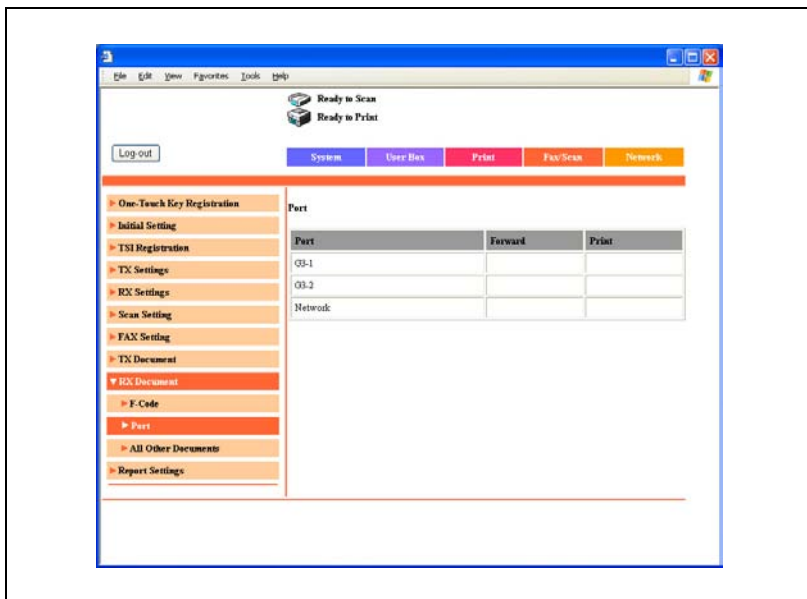 File Edit View Favorites Tools Help
Ready to Scan
Ready to Print
Log-out
System User Box Print Fax/Scan Network
One-Touch Key Registration
Initial Setting
TSI Registration
TX Settings
RX Settings
Scan Setting
FAX Setting
TX Document
RX Document
F-Code
Port
All Other Documents
Report Settings
Port
Port Forward Print
G3-1
G3-2
Network